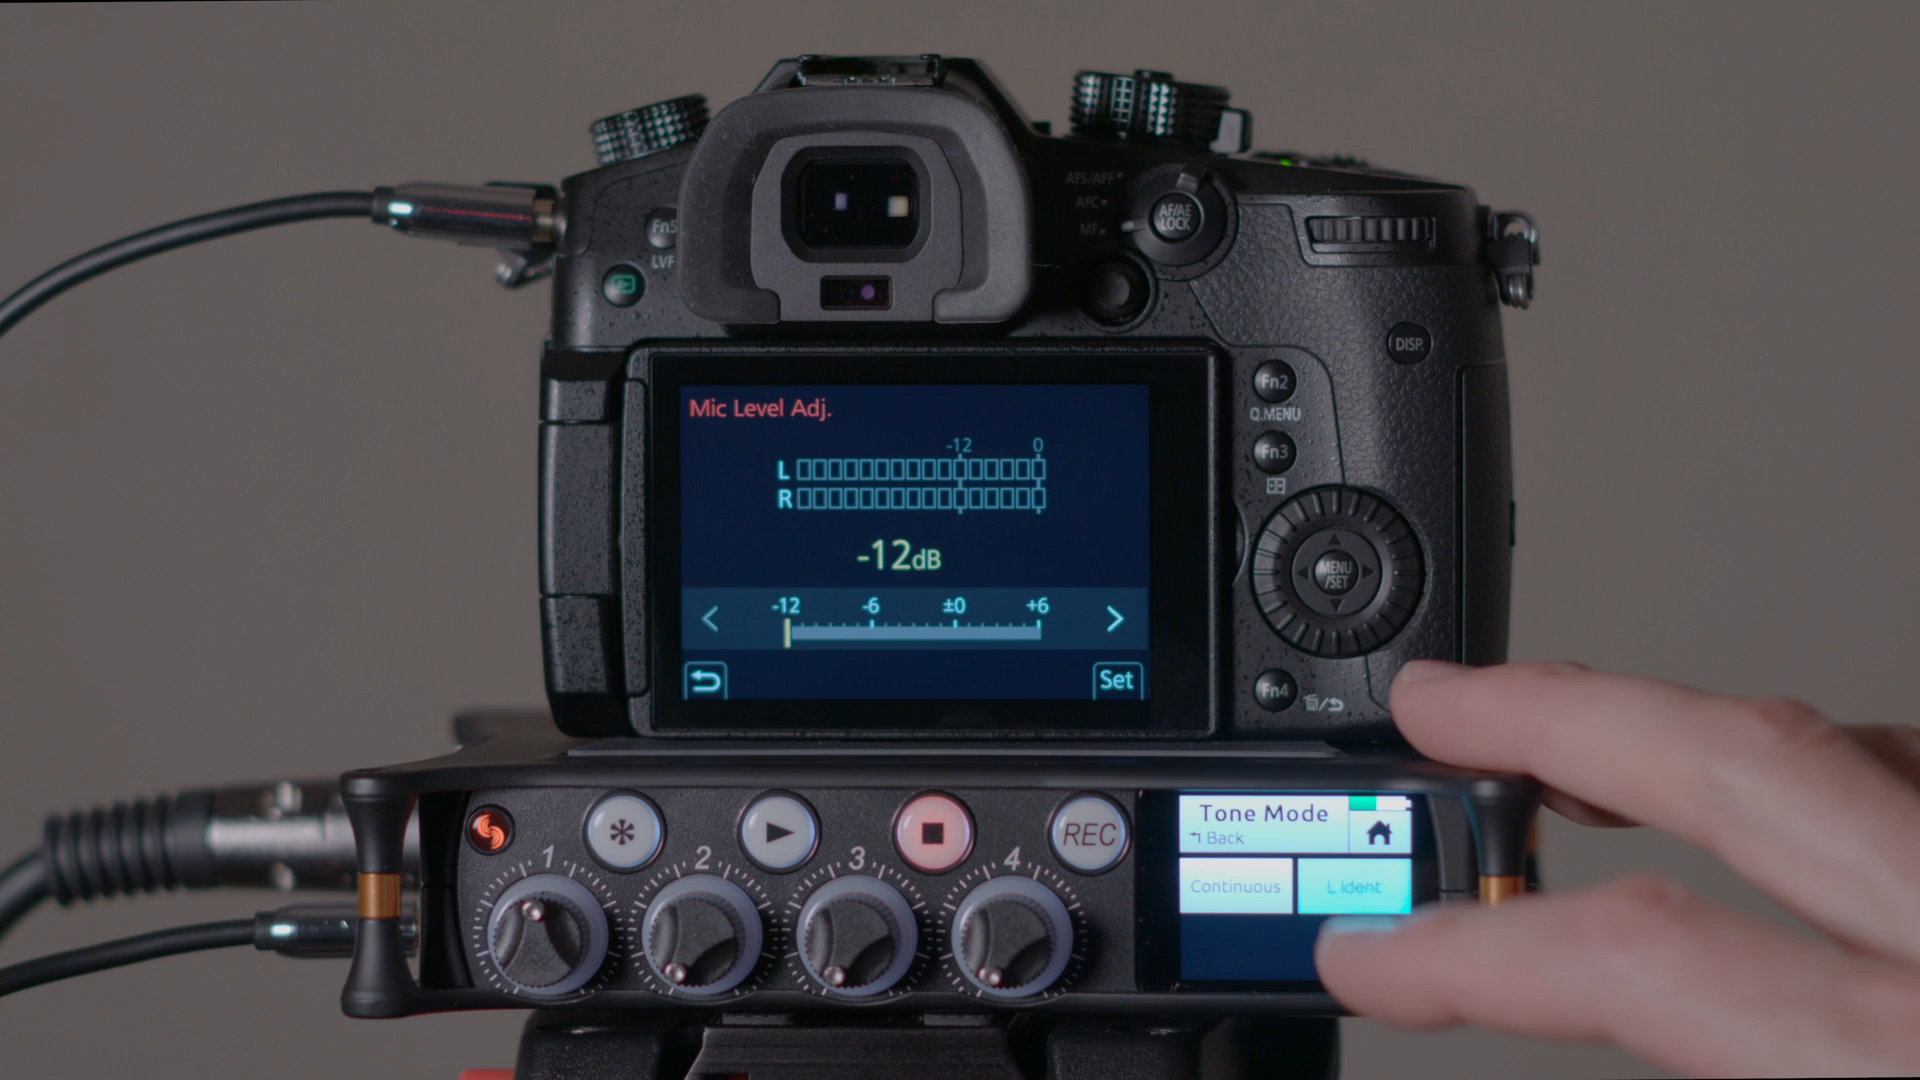 AFS/AFF
AFC
MF
AF/AE
LOCK
Fn5
LVF
DISP.
Fn2
Q.MENU
Fn3
MENU
/SET
Fn4
Mic Level Adj.
-12 0
L
R
-12dB
-12 -6 ±0 +6
Set
REC
1 2 3 4
Tone Mode
Back
Continuous
L Ident